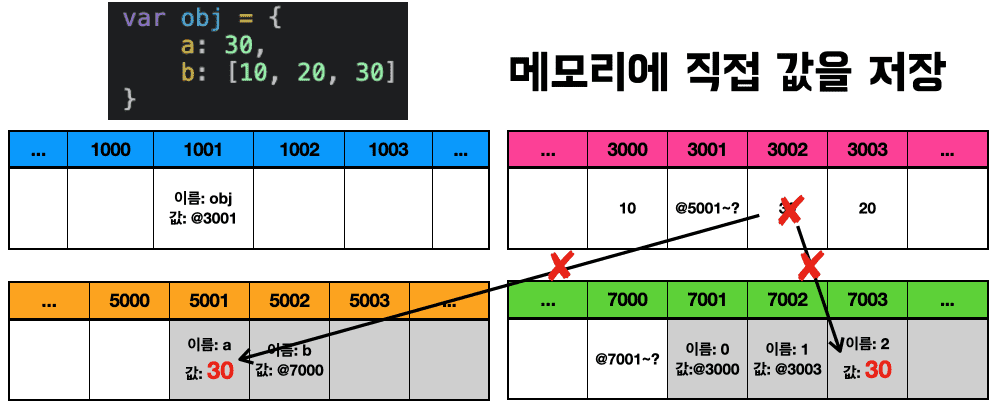 var obj = {
a: 30,
b: [10, 20, 30]
}
메모리에 직접 값을 저장
... 1000 1001 1002 1003 ...
이름: obj
값: @3001
... 3000 3001 3002 3003 ...
10 @5001~? 20
... 5000 5001 5002 5003 ...
이름: a 이름: b
값: 30 값: @7000
... 7000 7001 7002 7003 ...
@7001~?
이름: 0 이름: 1 이름: 2
값:@3000 값: @3003 값: 30